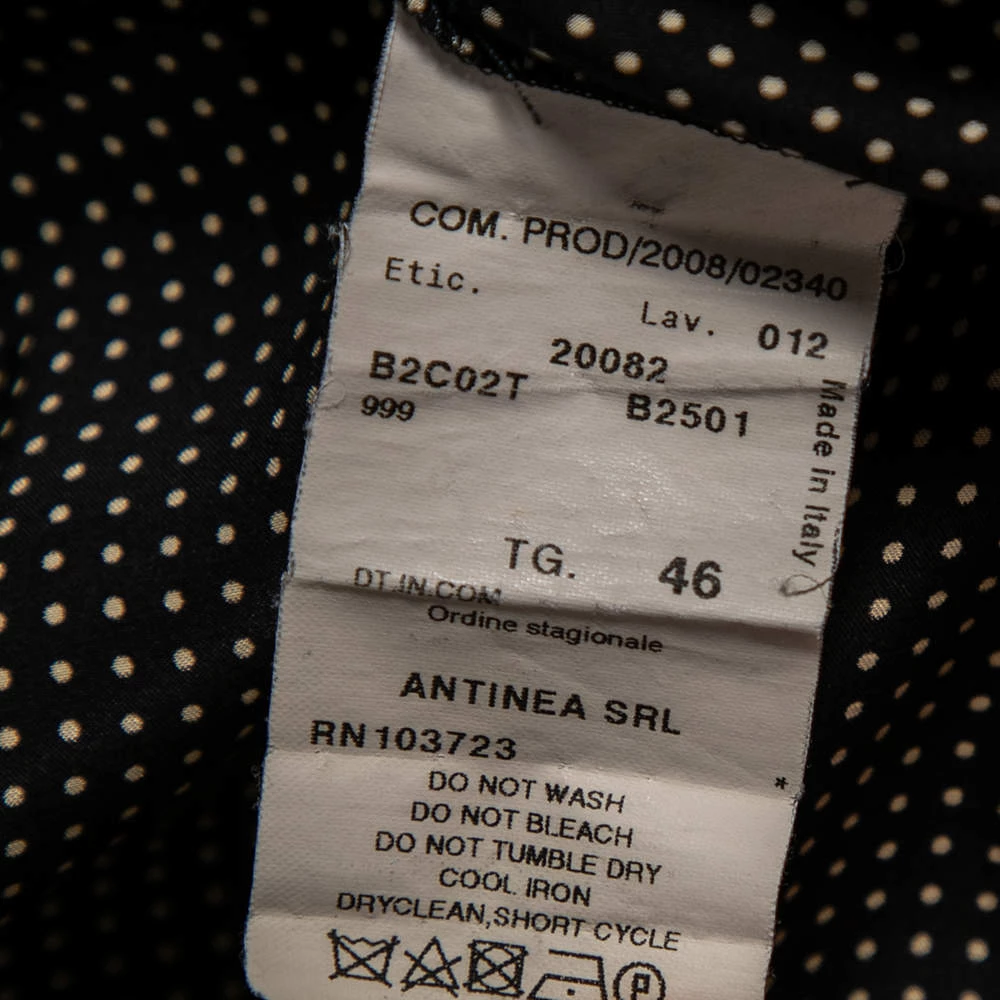 COM. PROD/2008/02340
Etic.
Lav. 012
20082
B2C02T
B2501
999
Made in Italy
TG. 46
DT.IN.COM
Ordine stagionale
ANTINEA SRL
RN103723
*
DO NOT WASH
DO NOT BLEACH
DO NOT TUMBLE DRY
COOL IRON
DRYCLEAN,SHORT CYCLE
P